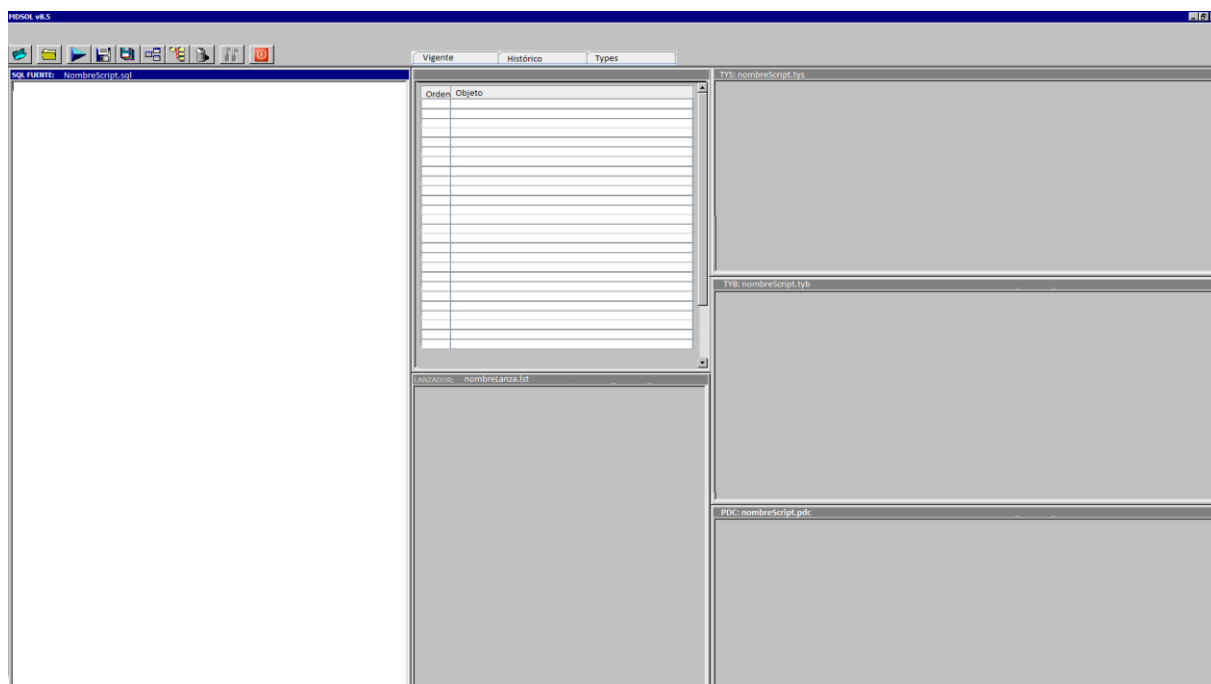 MDSOL v8.5
Vigente Histórico Types
SQL FUENTE: NombreScript.sql
Orden Objeto
LANZADOR: nombreLanza.lst
TYS: nombreScript.tys
TYB: nombreScript.tyb
PDC: nombreScript.pdc